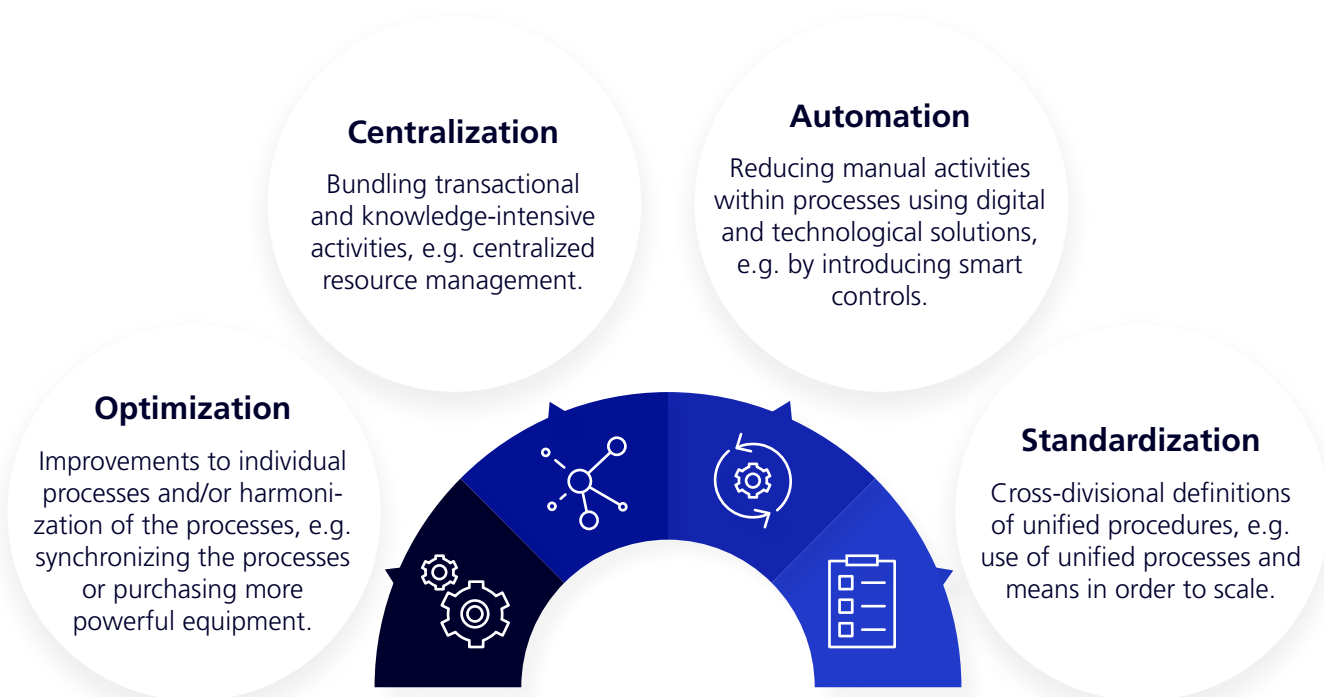 Centralization
Bundling transactional
and knowledge-intensive
activities, e.g. centralized
resource management.
Automation
Reducing manual activities
within processes using digital
and technological solutions,
e.g. by introducing smart
controls.
Optimization
Improvements to individual
processes and/or harmoni-
zation of the processes, e.g.
synchronizing the processes
or purchasing more
powerful equipment.
Standardization
Cross-divisional definitions
of unified procedures, e.g.
use of unified processes and
means in order to scale.